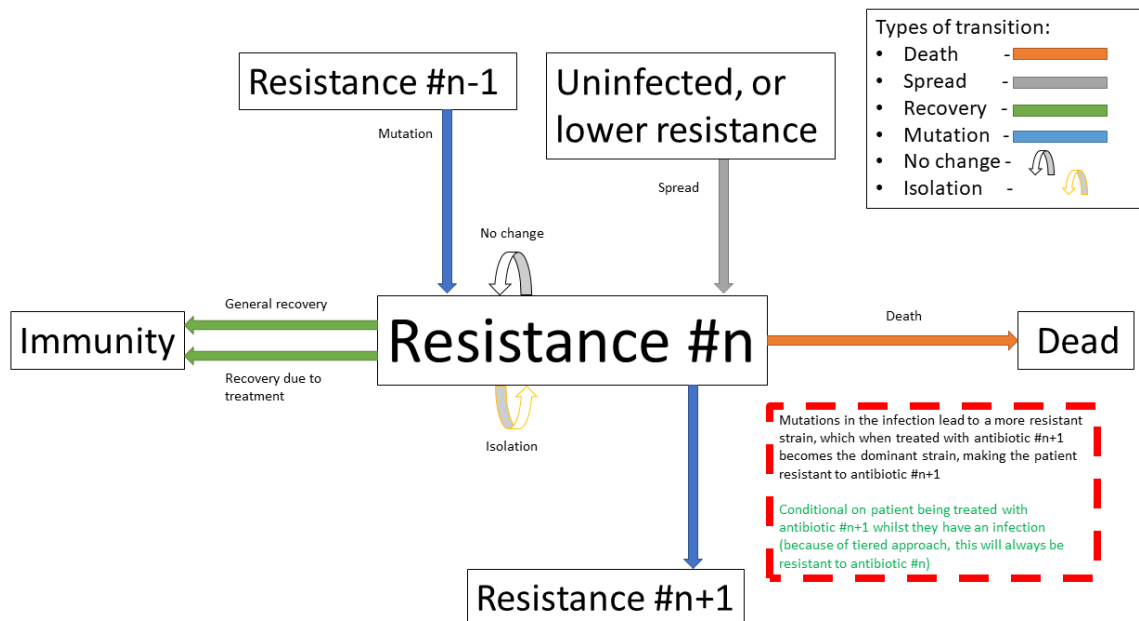 Types of transition:
• Death -
• Spread -
• Recovery -
• Mutation -
• No change -
• Isolation -
Resistance #n-1
Uninfected, or
lower resistance
Mutation
Spread
No change
General recovery
Immunity
Resistance #n
Death
Dead
Recovery due to
treatment
Isolation
Mutations in the infection lead to a more resistant
strain, which when treated with antibiotic #n+1
becomes the dominant strain, making the patient
resistant to antibiotic #n+1
Conditional on patient being treated with
antibiotic #n+1 whilst they have an infection
(because of tiered approach, this will always be
resistant to antibiotic #n)
Resistance #n+1